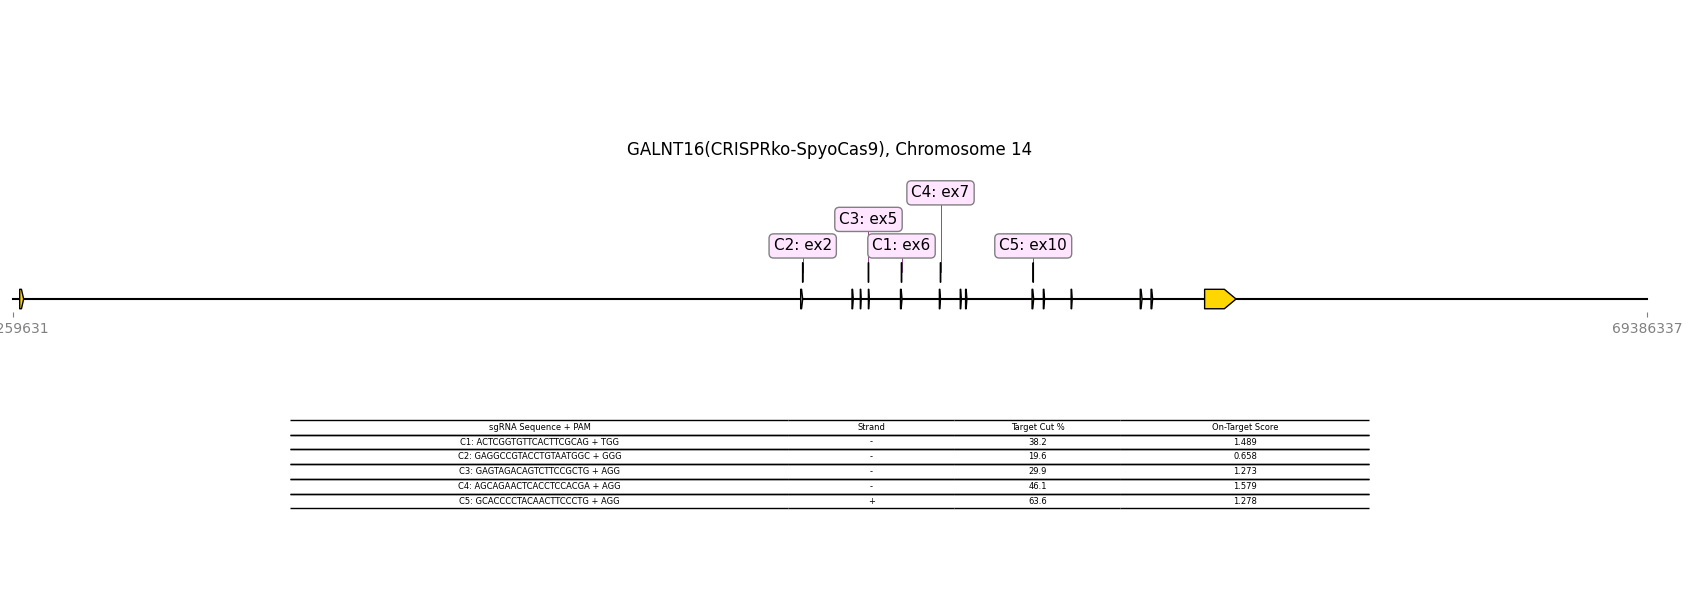 GALNT16(CRISPRko-SpyoCas9), Chromosome 14
C4: ex7
C3: ex5
C2: ex2 C1: ex6 C5: ex10
259631 69386337
sgRNA Sequence + PAM Strand Target Cut % On-Target Score
C1: ACTCGGTGTTCACTTCGCAG + TGG - 38.2 1.489
C2: GAGGCCGTACCTGTAATGGC + GGG - 19.6 0.658
C3: GAGTAGACAGTCTTCCGCTG + AGG - 29.9 1.273
C4: AGCAGAACTCACCTCCACGA + AGG - 46.1 1.579
C5: GCACCCCTACAACTTCCCTG + AGG + 63.6 1.278